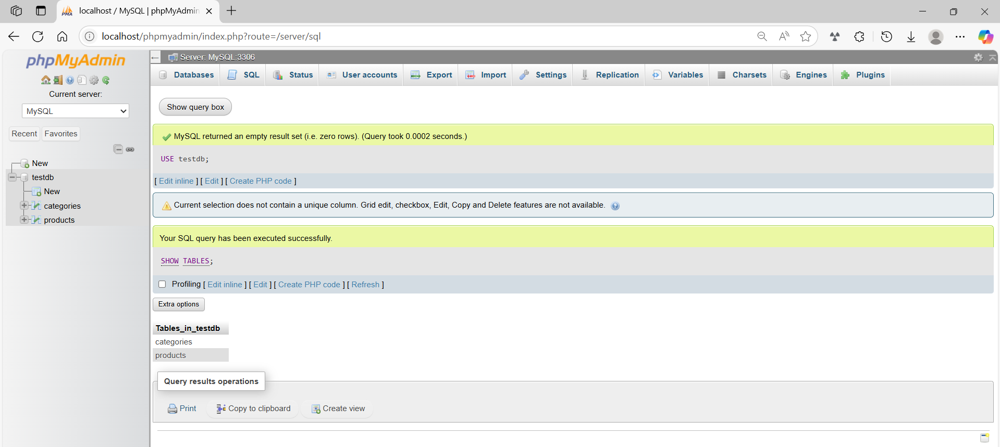 localhost / MySQL | phpMyAdmin
localhost/phpmyadmin/index.php?route=/server/sql
phpMyAdmin
Current server:
MySQL
Recent Favorites
New
testdb
New
categories
products
Server: MySQL:3306
Databases SQL Status User accounts Export Import Settings Replication Variables Charsets Engines Plugins
Show query box
MySQL returned an empty result set (i.e. zero rows). (Query took 0.0002 seconds.)
USE testdb;
[ Edit inline ] [ Edit ] [ Create PHP code ]
Current selection does not contain a unique column. Grid edit, checkbox, Edit, Copy and Delete features are not available.
Your SQL query has been executed successfully.
SHOW TABLES;
Profiling [ Edit inline ] [ Edit ] [ Create PHP code ] [ Refresh ]
Extra options
Tables_in_testdb
categories
products
Query results operations
Print Copy to clipboard Create view